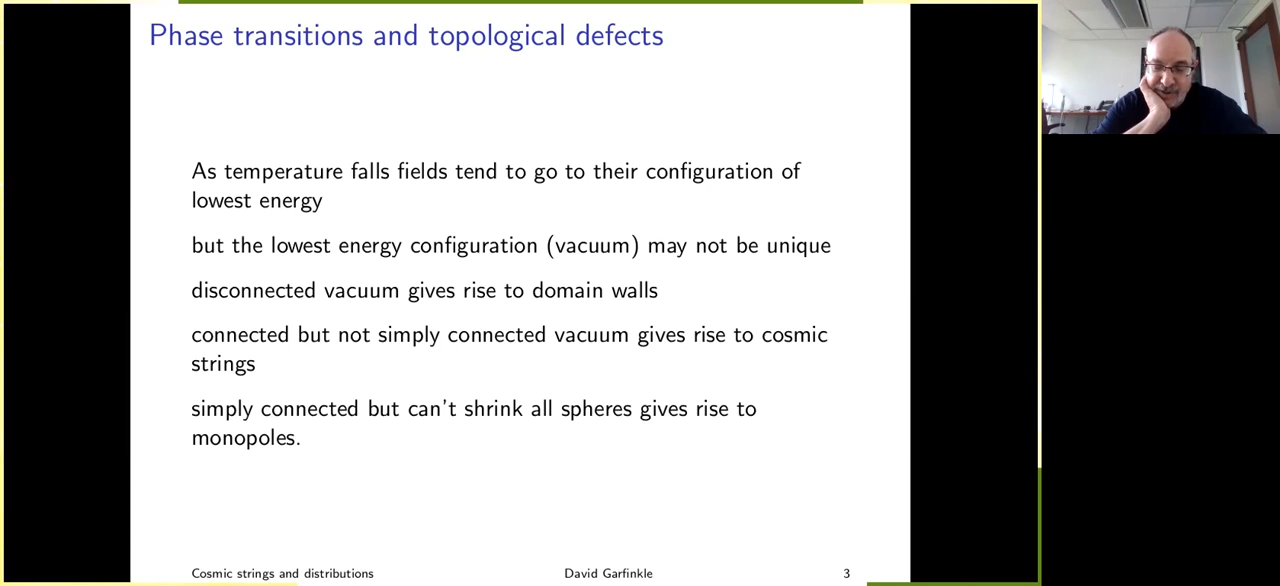 Phase transitions and topological defects
As temperature falls fields tend to go to their configuration of
lowest energy
but the lowest energy configuration (vacuum) may not be unique
disconnected vacuum gives rise to domain walls
connected but not simply connected vacuum gives rise to cosmic
strings
simply connected but can't shrink all spheres gives rise to
monopoles.
Cosmic strings and distributions David Garfinkle 3